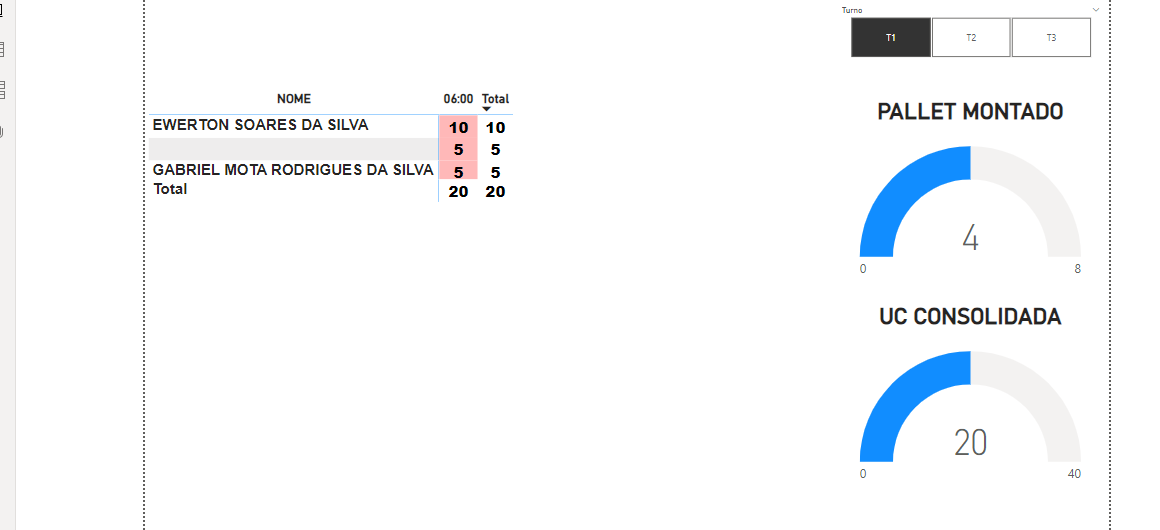 Turno
T1 T2 T3
NOME 06:00 Total
EWERTON SOARES DA SILVA 10 10
5 5
GABRIEL MOTA RODRIGUES DA SILVA 5 5
Total 20 20
PALLET MONTADO
4
0 8
UC CONSOLIDADA
20
0 40